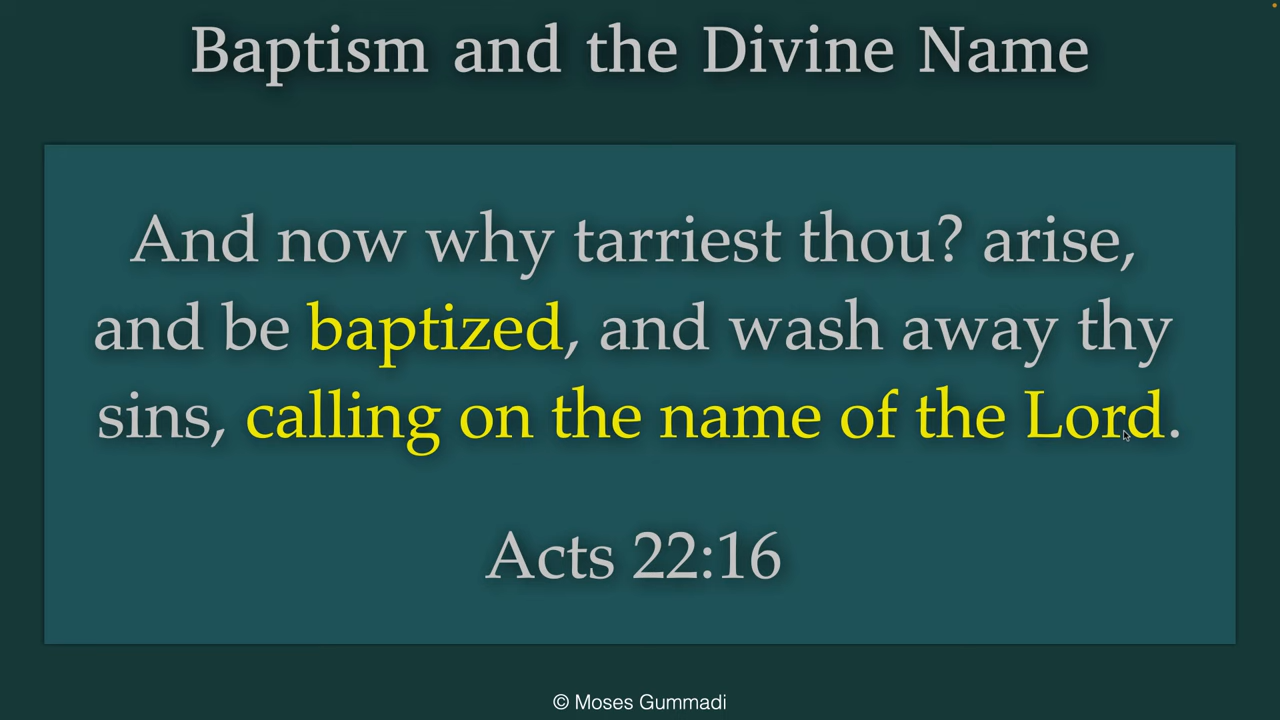 Baptism and the Divine Name
And now why tarriest thou? arise,
and be baptized, and wash away thy
sins, calling on the name of the Lord.
Acts 22:16
© Moses Gummadi